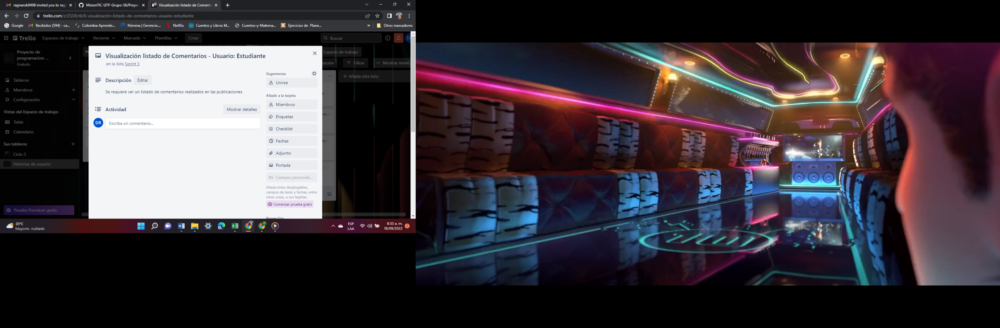 ragnarok0498 invited you to rag
MisionTIC-UTP-Grupo-56/Proyec
Visualización listado de Comenta
trello.com/c/ZSSfLhII/8-visualización-listado-de-comentarios-usuario-estudiante
Google
Recibidos (594) - ca...
Colombia Aprende...
Nómina | Gerencie....
Netflix
Cuentos y Libros M...
Cuentos-y-Matema...
Ejercicios de Plane...
»
Otros marcadores
Trello
Espacios de trabajo
Reciente
Marcado
Plantillas
Crear
Buscar
Proyecto de
programacion ...
Gratuito
Tableros
Miembros
Configuración
Vistas del Espacio de trabajo
Tabla
Calendario
Sus tableros
Ciclo 3
Historias de usuario
Pruebe Premium gratis
Espacio de trabajo
zación
Filtrar
Mostrar menú
Añada otra lista
Visualización listado de Comentarios - Usuario: Estudiante
en la lista Sprint 3
Descripción
Editar
Se requiere ver un listado de comentarios realizados en las publicaciones
Actividad
Mostrar detalles
DR
Escriba un comentario...
Sugerencias
Unirse
Añadir a la tarjeta
Miembros
Etiquetas
Checklist
Fechas
Adjunto
Portada
Campos personali...
Añada listas desplegables,
campos de texto y fechas, entre
otras cosas, a sus tarjetas.
Comenzar prueba gratis
Power-Ups
os -
s -
20°C
Mayorm. nublado
ESP
LAA
8:33 a. m.
18/09/2022
1